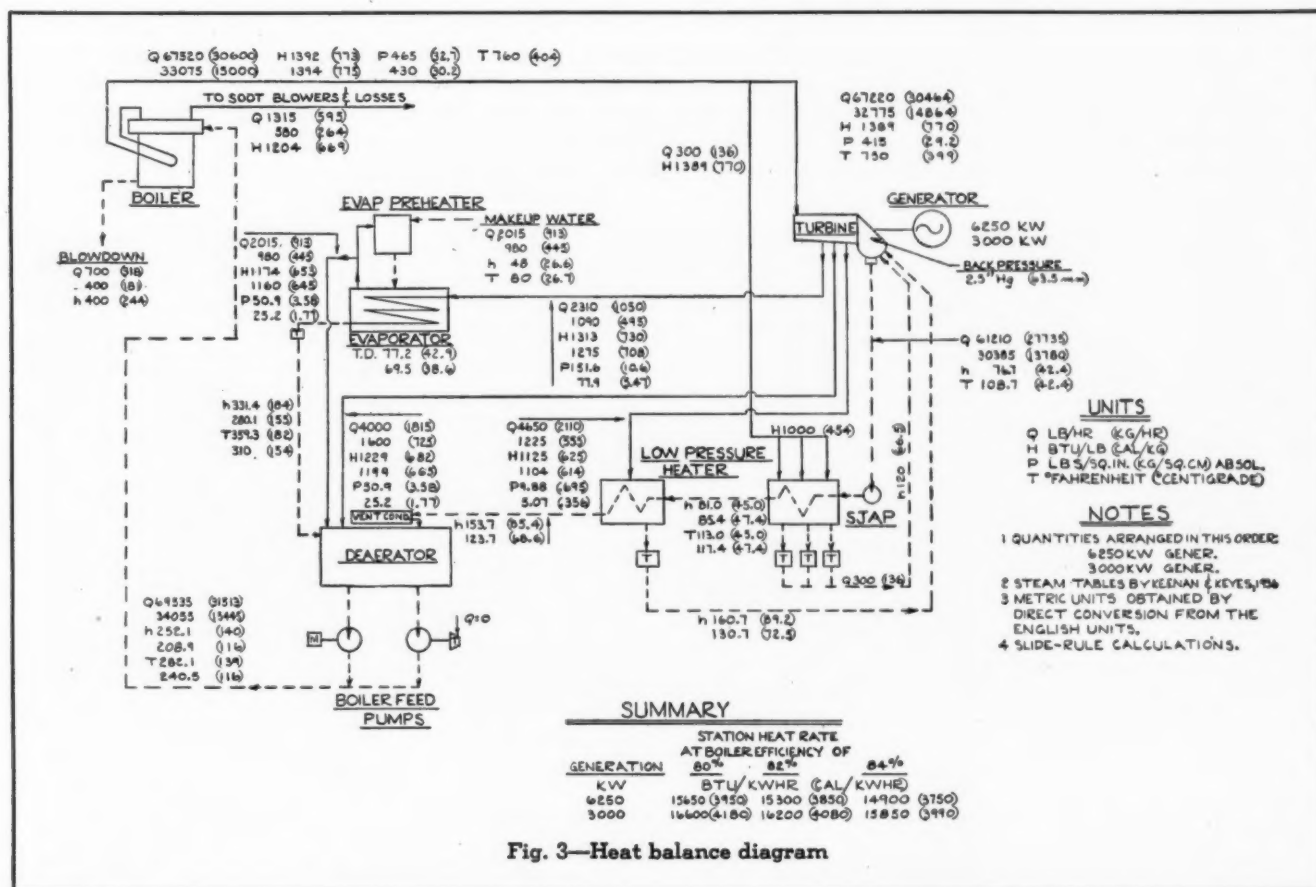 Q 67520 (30600) H 1392 (773) P 465 (32.7) T 760 (404)
33075 (15000) 1394 (775) 430 (30.2)
TO SOOT BLOWERS & LOSSES
Q 1315 (595)
580 (264)
H 1204 (669)
BOILER
BLOWDOWN
Q 700 (318)
400 (181)
h 400 (244)
EVAP PREHEATER
MAKEUP WATER
Q 2015 (913)
980 (445)
h 48 (26.6)
T 80 (26.7)
Q 2015. (913)
980 (445)
H 1174 (653)
1160 (645)
P 50.9 (3.58)
25.2 (1.77)
T
EVAPORATOR
T.D. 77.2 (42.9)
69.5 (38.6)
Q 300 (136)
H 1389 (770)
Q 67220 (30464)
32775 (14864)
H 1389 (770)
P 415 (29.2)
T 750 (399)
GENERATOR
6250 KW
3000 KW
TURBINE
BACK PRESSURE
2.5" Hg (63.5 mm)
Q 2310 (1050)
1090 (495)
H 1313 (730)
1275 (708)
P 151.6 (10.6)
77.9 (5.47)
Q 61210 (27735)
30385 (13780)
h 76.7 (42.4)
T 108.7 (42.4)
h 331.4 (184)
280.1 (155)
T 359.3 (182)
310 (154)
Q 4000 (1815)
1600 (725)
H 1229 (682)
1199 (665)
P 50.9 (3.58)
25.2 (1.77)
VENT COND.
DEAERATOR
Q 4650 (2110)
1225 (555)
H 1125 (625)
1104 (614)
P 9.88 (.695)
5.07 (.356)
LOW PRESSURE
HEATER
H 1000 (454)
h 120 (66.5)
h 81.0 (45.0)
85.4 (47.4)
T 113.0 (45.0)
117.4 (47.4)
SJAP
h 153.7 (85.4)
123.7 (68.6)
T
T T T
Q 300 (136)
h 160.7 (89.2)
130.7 (72.5)
Q 69535 (31513)
34055 (15445)
h 252.1 (140)
208.9 (116)
T 282.1 (139)
240.5 (116)
M
Q=0
T
BOILER FEED
PUMPS
UNITS
Q LB/HR (KG/HR)
H BTU/LB (CAL/KG)
P LBS/SQ.IN. (KG/SQ.CM) ABSOL.
T °FAHRENHEIT (°CENTIGRADE)
NOTES
1 QUANTITIES ARRANGED IN THIS ORDER:
6250 KW GENER.
3000 KW GENER.
2 STEAM TABLES BY KEENAN & KEYES, 1936
3 METRIC UNITS OBTAINED BY
DIRECT CONVERSION FROM THE
ENGLISH UNITS.
4 SLIDE-RULE CALCULATIONS.
SUMMARY
STATION HEAT RATE
AT BOILER EFFICIENCY OF
GENERATION 80% 82% 84%
KW BTU/KWHR (CAL/KWHR)
6250 15650 (3950) 15300 (3850) 14900 (3750)
3000 16600 (4180) 16200 (4080) 15850 (3990)
Fig. 3—Heat balance diagram